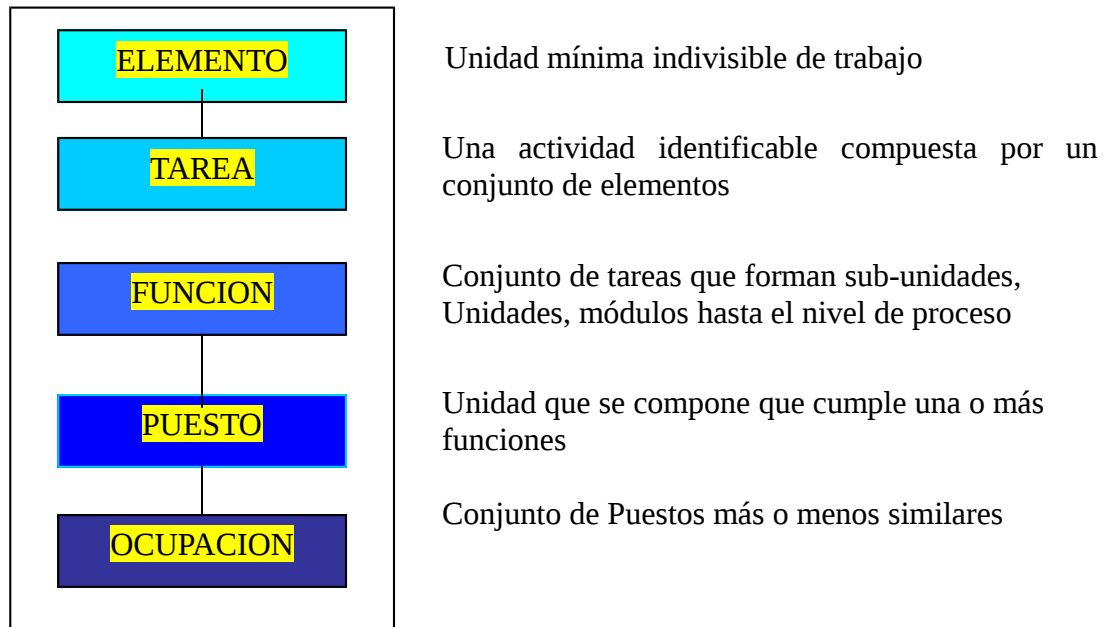 ELEMENTO
Unidad mínima indivisible de trabajo
TAREA
Una actividad identificable compuesta por un
conjunto de elementos
FUNCION
Conjunto de tareas que forman sub-unidades,
Unidades, módulos hasta el nivel de proceso
PUESTO
Unidad que se compone que cumple una o más
funciones
OCUPACION
Conjunto de Puestos más o menos similares